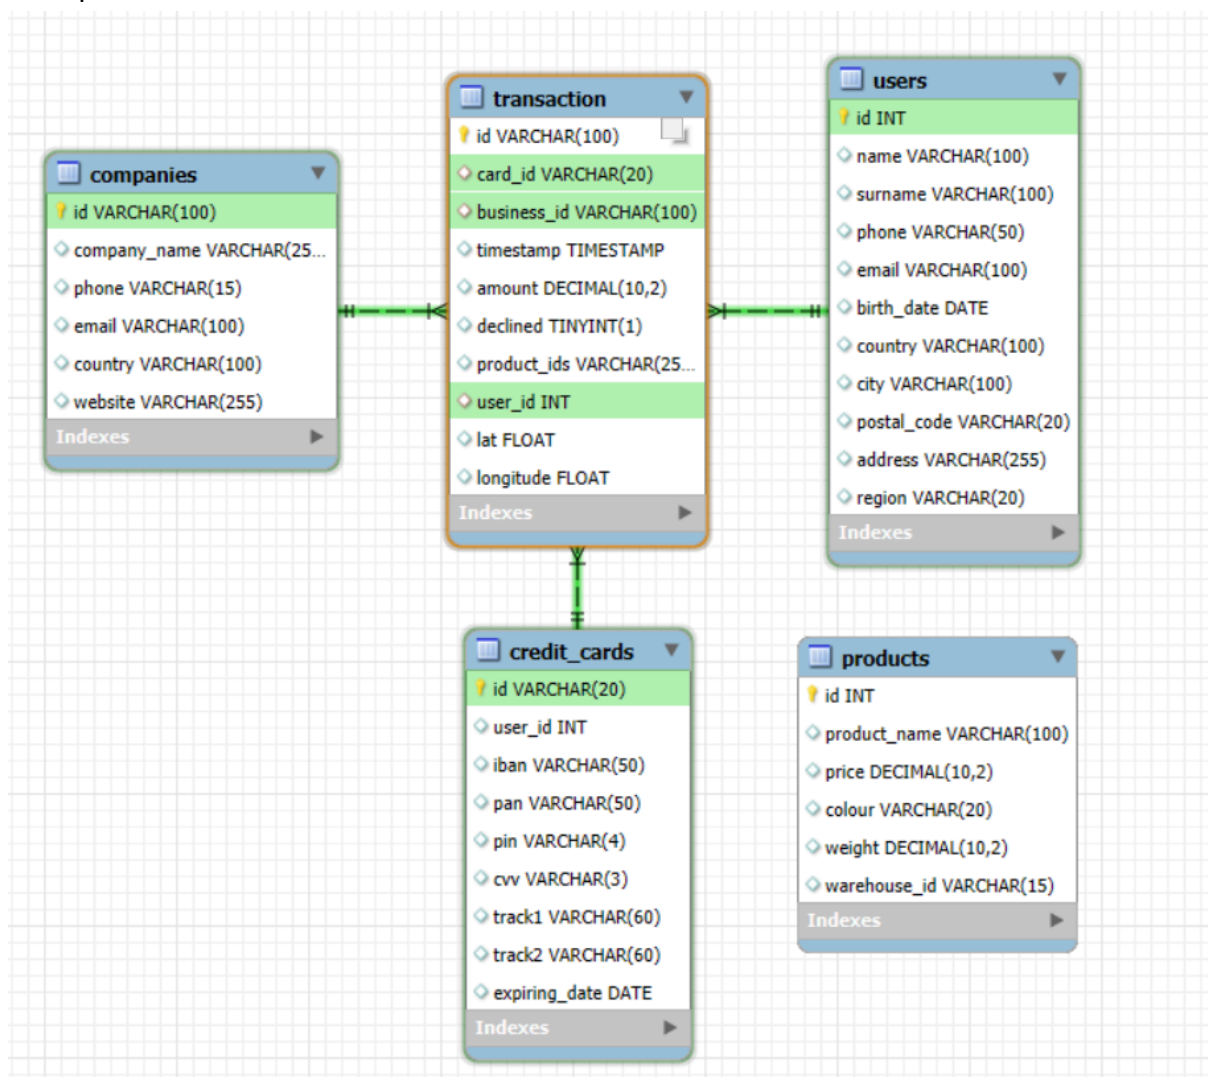 companies
id VARCHAR(100)
company_name VARCHAR(25...
phone VARCHAR(15)
email VARCHAR(100)
country VARCHAR(100)
website VARCHAR(255)
Indexes
transaction
id VARCHAR(100)
card_id VARCHAR(20)
business_id VARCHAR(100)
timestamp TIMESTAMP
amount DECIMAL(10,2)
declined TINYINT(1)
product_ids VARCHAR(25...
user_id INT
lat FLOAT
longitude FLOAT
Indexes
users
id INT
name VARCHAR(100)
surname VARCHAR(100)
phone VARCHAR(50)
email VARCHAR(100)
birth_date DATE
country VARCHAR(100)
city VARCHAR(100)
postal_code VARCHAR(20)
address VARCHAR(255)
region VARCHAR(20)
Indexes
credit_cards
id VARCHAR(20)
user_id INT
iban VARCHAR(50)
pan VARCHAR(50)
pin VARCHAR(4)
cvv VARCHAR(3)
track1 VARCHAR(60)
track2 VARCHAR(60)
expiring_date DATE
Indexes
products
id INT
product_name VARCHAR(100)
price DECIMAL(10,2)
colour VARCHAR(20)
weight DECIMAL(10,2)
warehouse_id VARCHAR(15)
Indexes